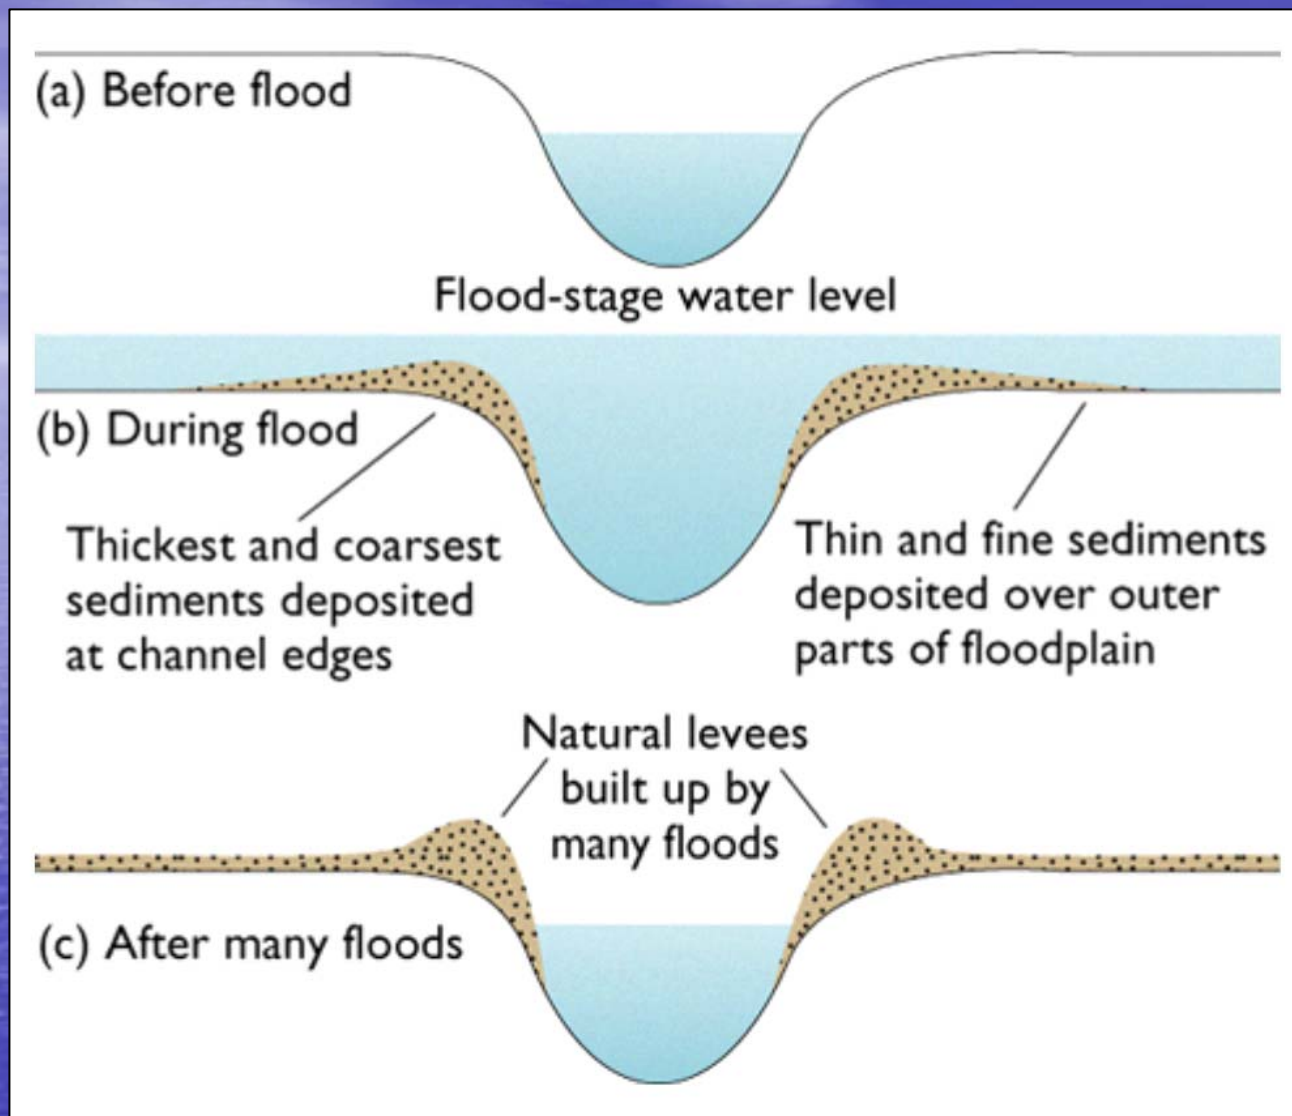 (a) Before flood
Flood-stage water level
(b) During flood
Thickest and coarsest
sediments deposited
at channel edges
Thin and fine sediments
deposited over outer
parts of floodplain
Natural levees
built up by
many floods
(c) After many floods